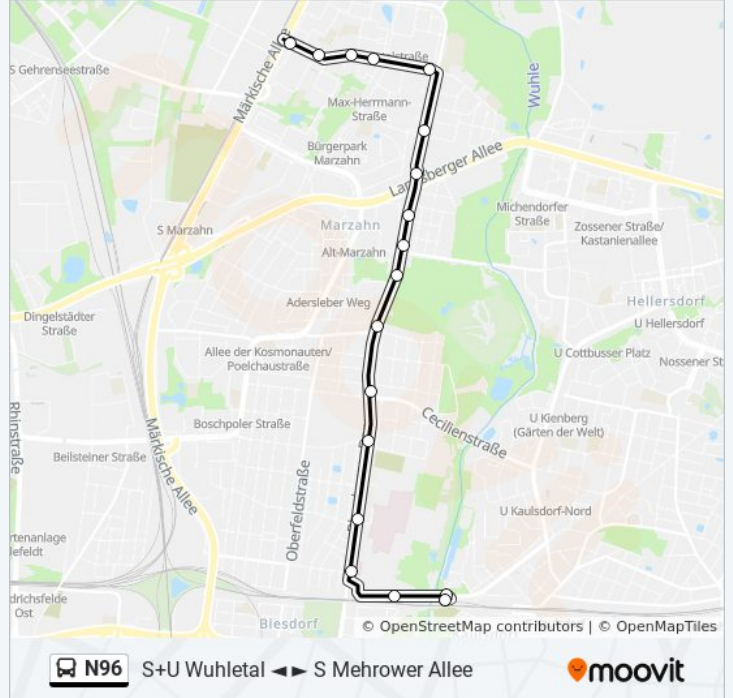 S Gehrenseestraße
Märkische Allee
Max-Herrmann-
Straße
Wuhle
Bürgerpark
Marzahn
Allee
Michendorfer
Straße
Marzahn
S Marzahn
Zossener Straße/
Kastanienallee
Alt-Marzahn
Adersleber Weg
Hellersdorf
Dingelstädter
Straße
U Hellersdorf
Allee der Kosmonauten/
Poelchaustraße
U Cottbusser Platz
Nossener St
Rhinstraße
Märkische Allee
Boschpoler Straße
Cecilienstraße
U Kienberg
(Gärten der Welt)
Beilsteiner Straße
Oberfeldstraße
U Kaulsdorf-Nord
rtenanlage
lefeldt
drichsfelde
Ost
Biesdorf
© OpenStreetMap contributors | © OpenMapTiles
N96 S+U Wuhletal ◄► S Mehrower Allee moovit